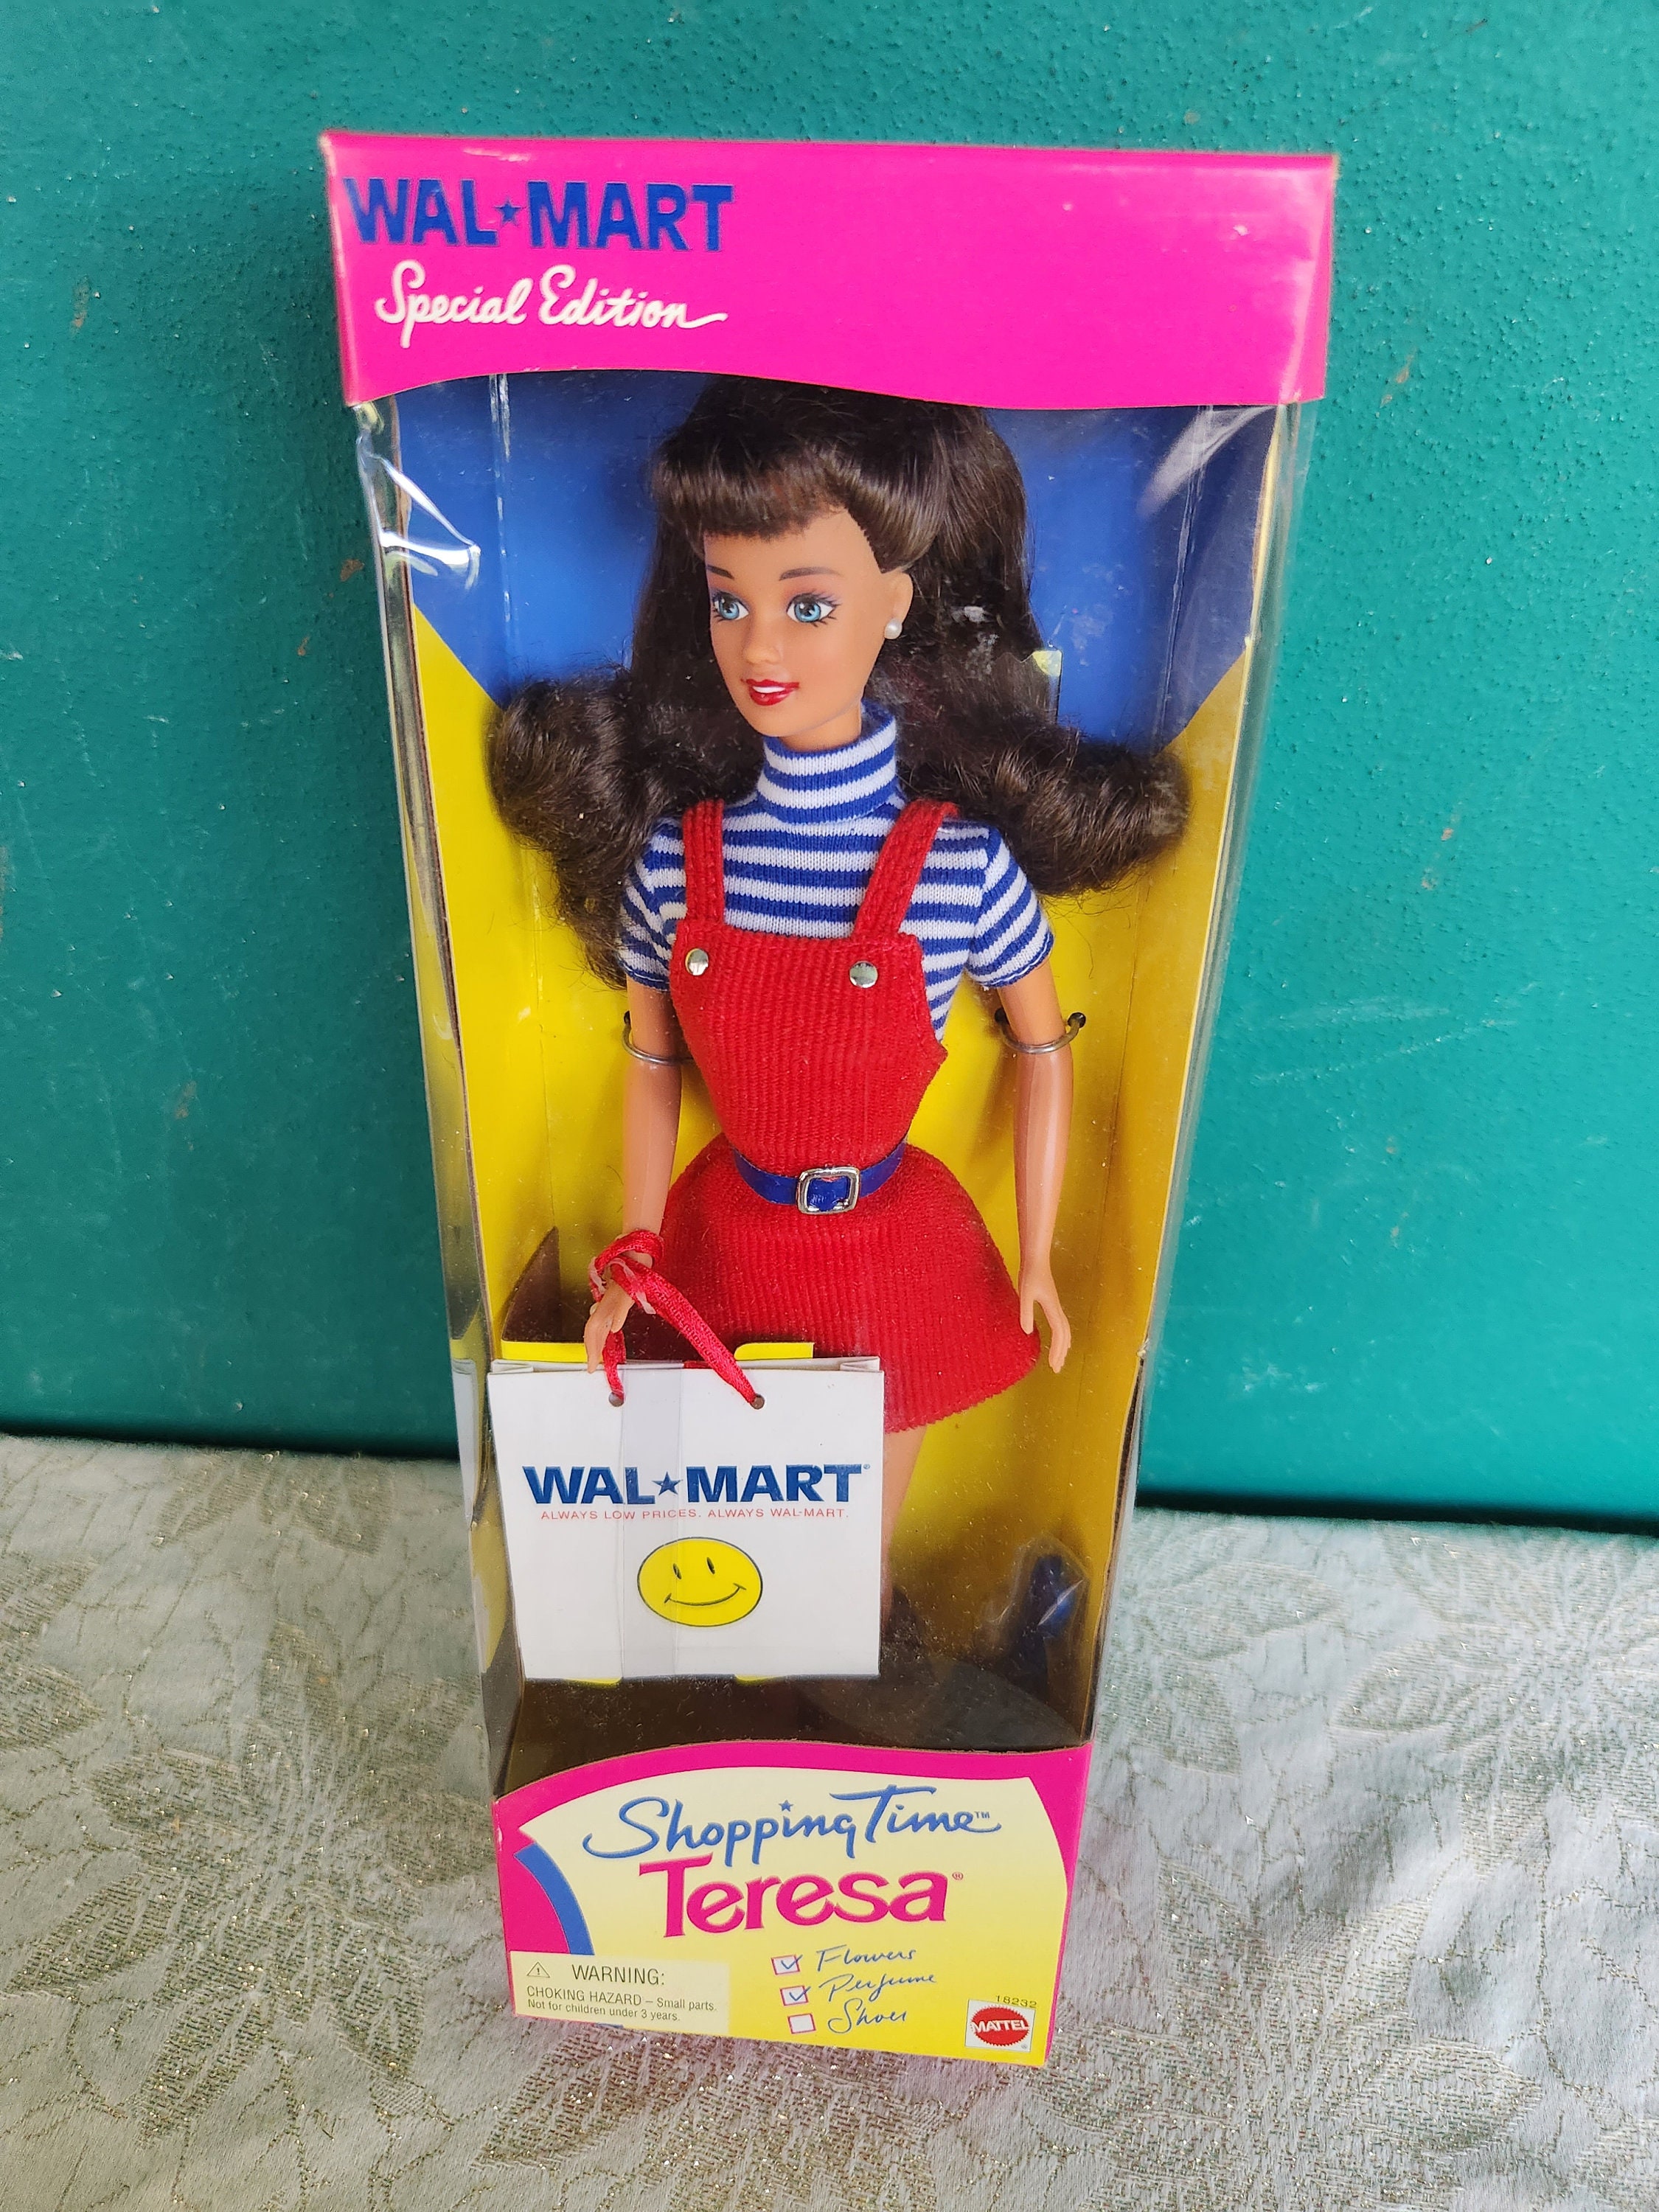 WAL★MART
Special Edition
WAL★MART®
ALWAYS LOW PRICES. ALWAYS WAL-MART.
Shopping Time™
Teresa®
⚠ WARNING:
CHOKING HAZARD – Small parts.
Not for children under 3 years.
Flowers
Perfume
Shoes
18232
MATTEL